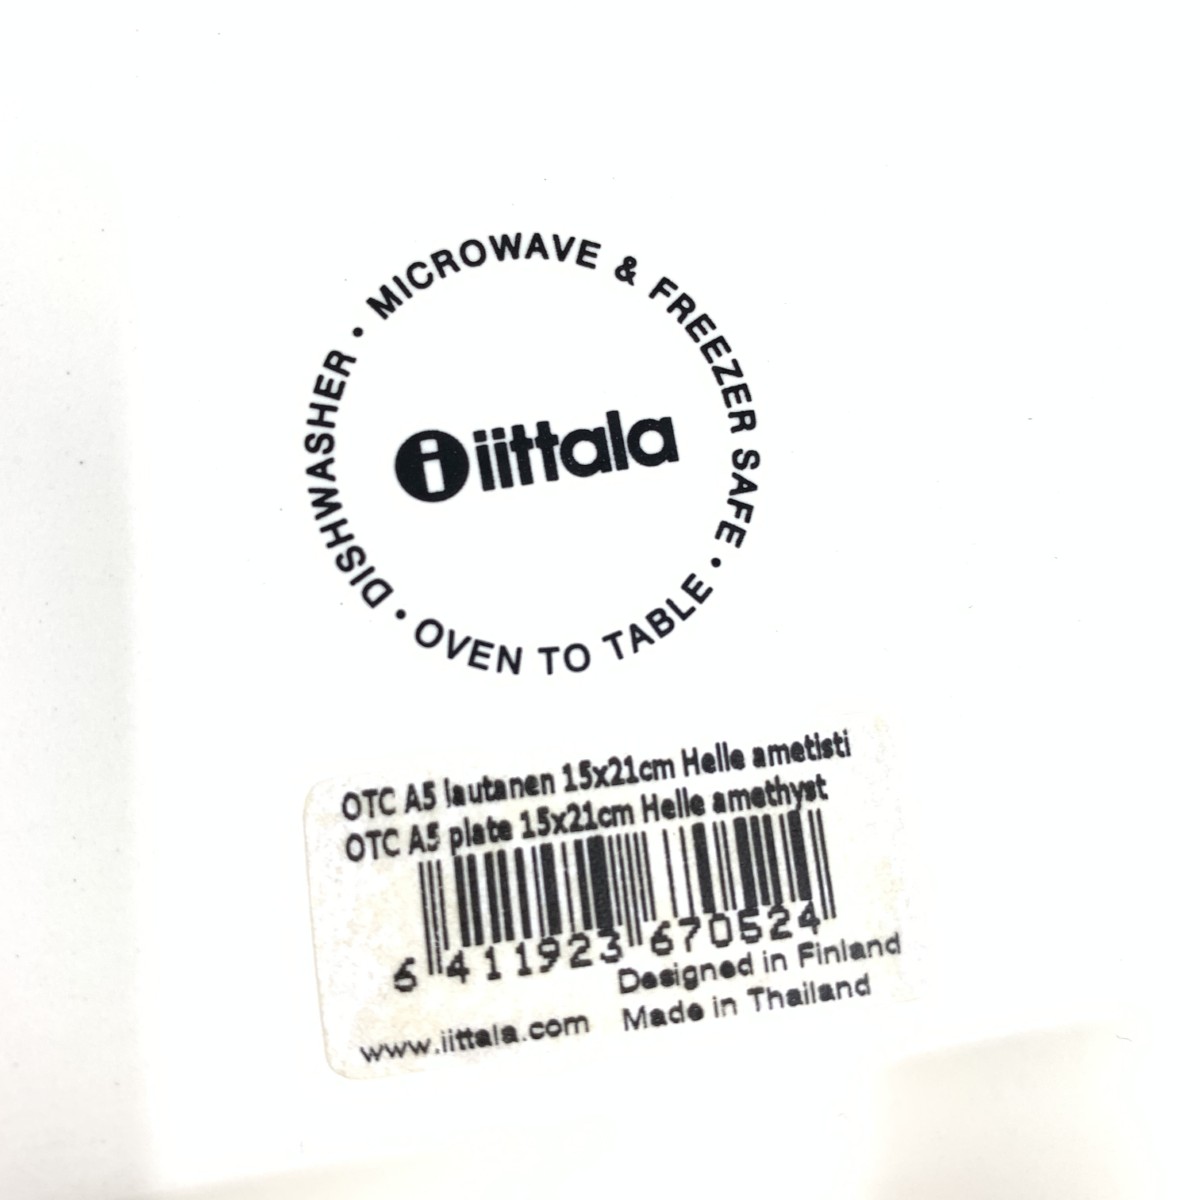 DISHWASHER • MICROWAVE & FREEZER SAFE • OVEN TO TABLE •
i iittala
OTC A5 lautanen 15x21cm Helle ametisti
OTC A5 plate 15x21cm Helle amethyst
6 411923 670524
Designed in Finland
www.iittala.com Made in Thailand